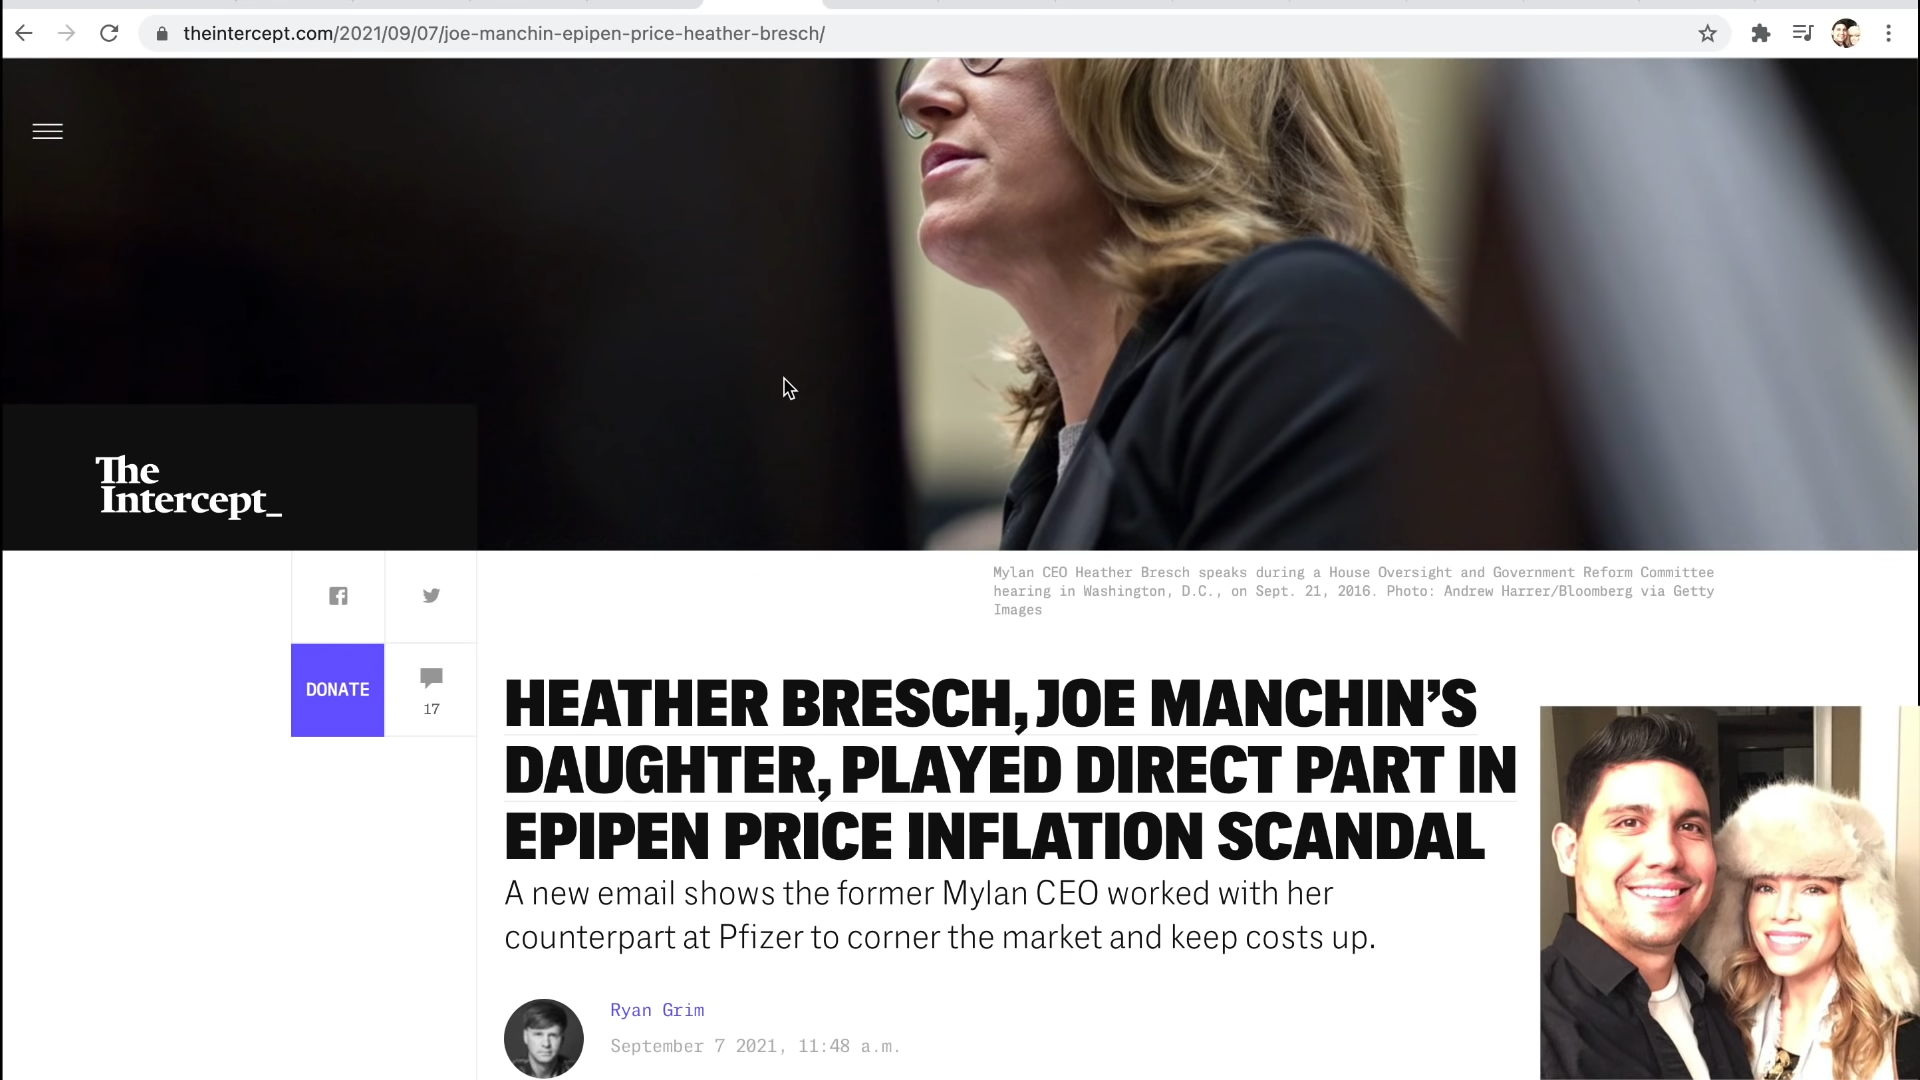 theintercept.com/2021/09/07/joe-manchin-epipen-price-heather-bresch/
The
Intercept_
Mylan CEO Heather Bresch speaks during a House Oversight and Government Reform Committee
hearing in Washington, D.C., on Sept. 21, 2016. Photo: Andrew Harrer/Bloomberg via Getty
Images
DONATE
17
HEATHER BRESCH, JOE MANCHIN’S
DAUGHTER, PLAYED DIRECT PART IN
EPIPEN PRICE INFLATION SCANDAL
A new email shows the former Mylan CEO worked with her
counterpart at Pfizer to corner the market and keep costs up.
Ryan Grim
September 7 2021, 11:48 a.m.